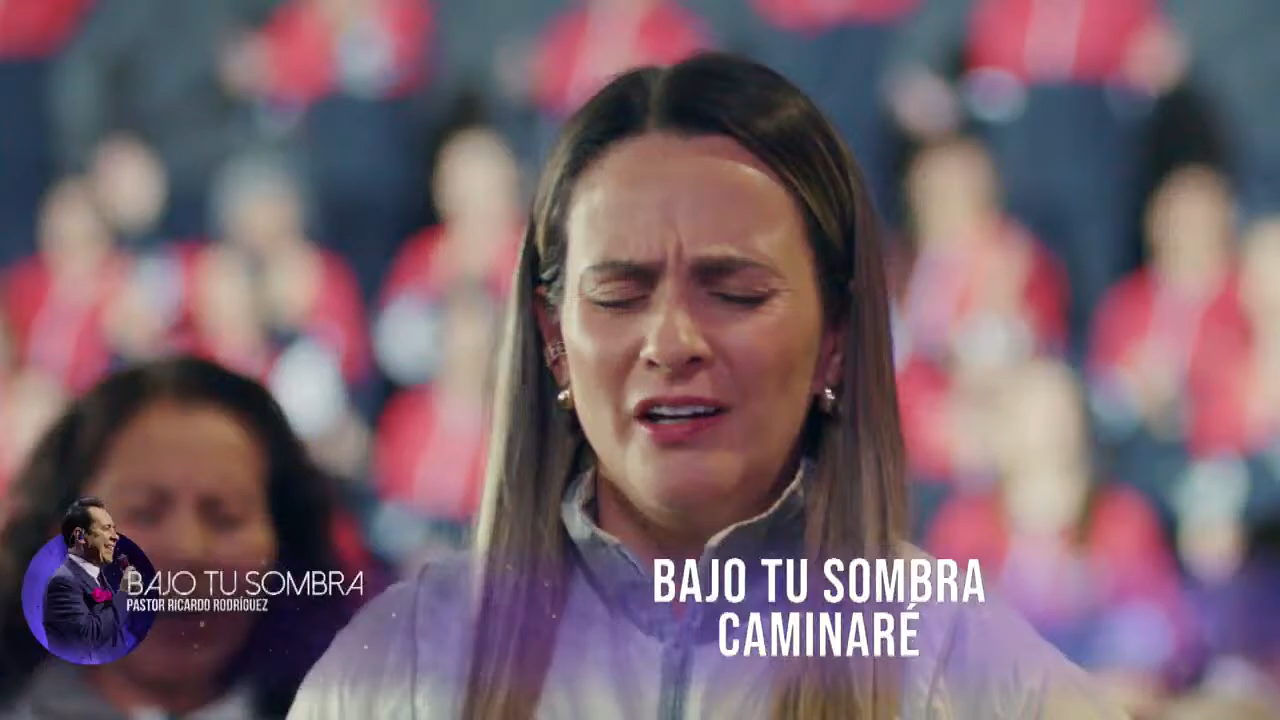 BAJO TU SOMBRA
PASTOR RICARDO RODRÍGUEZ
BAJO TU SOMBRA
CAMINARÉ